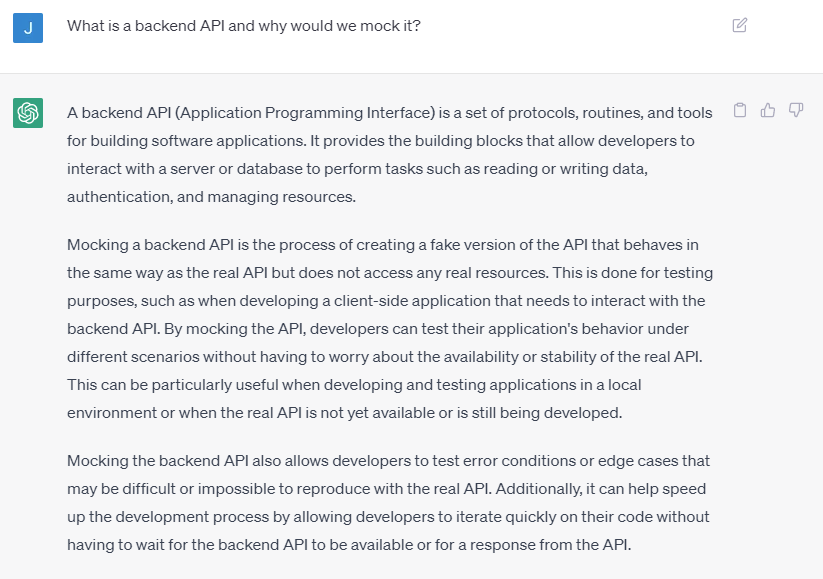 J
What is a backend API and why would we mock it?
A backend API (Application Programming Interface) is a set of protocols, routines, and tools
for building software applications. It provides the building blocks that allow developers to
interact with a server or database to perform tasks such as reading or writing data,
authentication, and managing resources.
Mocking a backend API is the process of creating a fake version of the API that behaves in
the same way as the real API but does not access any real resources. This is done for testing
purposes, such as when developing a client-side application that needs to interact with the
backend API. By mocking the API, developers can test their application's behavior under
different scenarios without having to worry about the availability or stability of the real API.
This can be particularly useful when developing and testing applications in a local
environment or when the real API is not yet available or is still being developed.
Mocking the backend API also allows developers to test error conditions or edge cases that
may be difficult or impossible to reproduce with the real API. Additionally, it can help speed
up the development process by allowing developers to iterate quickly on their code without
having to wait for the backend API to be available or for a response from the API.